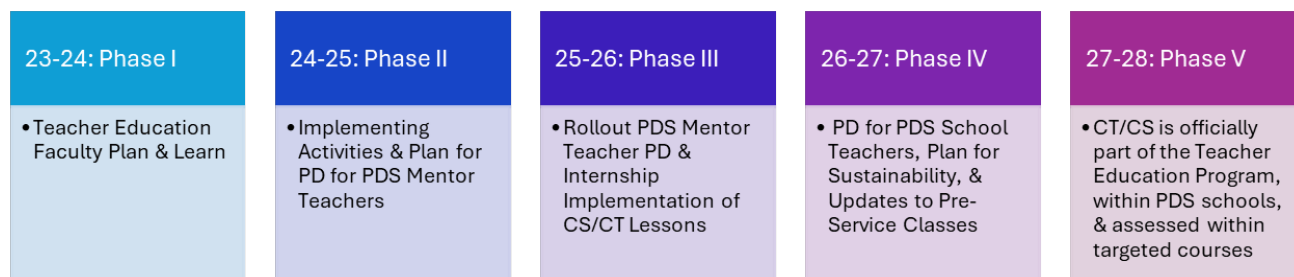 23-24: Phase I
•Teacher Education
Faculty Plan & Learn
24-25: Phase II
•Implementing
Activities & Plan for
PD for PDS Mentor
Teachers
25-26: Phase III
•Rollout PDS Mentor
Teacher PD &
Internship
Implementation of
CS/CT Lessons
26-27: Phase IV
• PD for PDS School
Teachers, Plan for
Sustainability, &
Updates to Pre-
Service Classes
27-28: Phase V
•CT/CS is officially
part of the Teacher
Education Program,
within PDS schools,
& assessed within
targeted courses